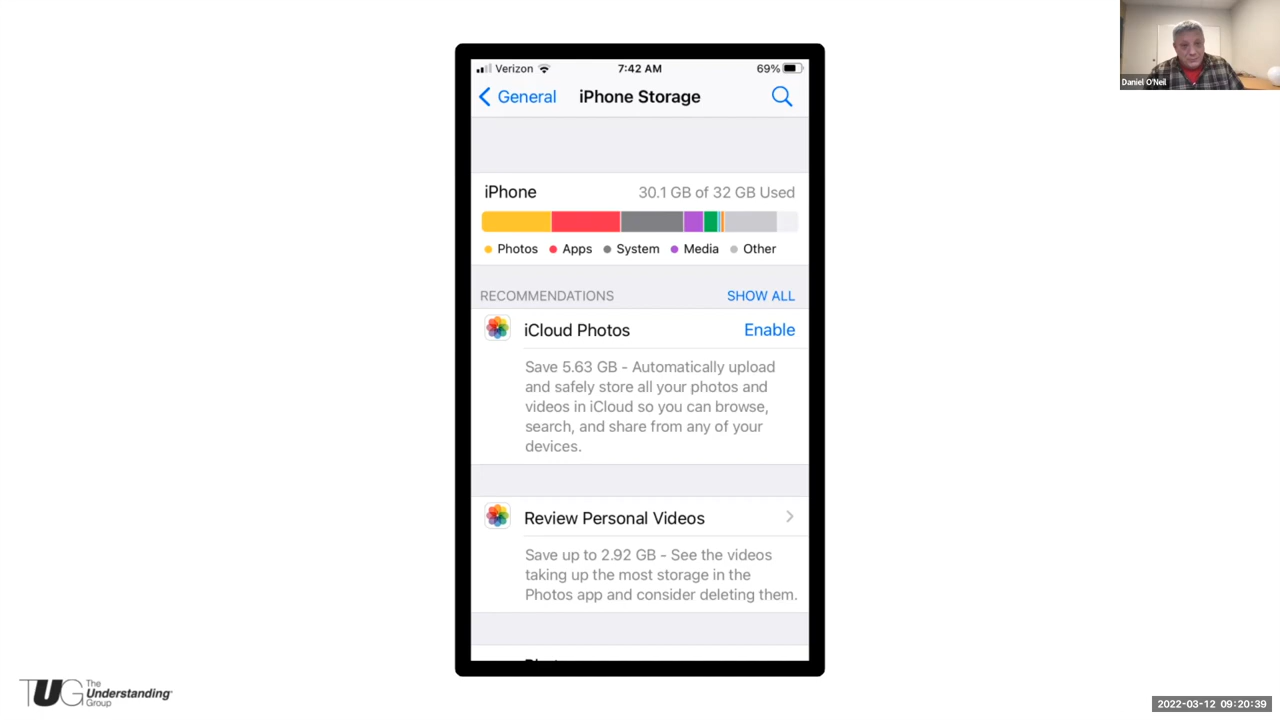 Verizon 7:42 AM 69%
General iPhone Storage
iPhone 30.1 GB of 32 GB Used
Photos Apps System Media Other
RECOMMENDATIONS SHOW ALL
iCloud Photos Enable
Save 5.63 GB - Automatically upload
and safely store all your photos and
videos in iCloud so you can browse,
search, and share from any of your
devices.
Review Personal Videos
Save up to 2.92 GB - See the videos
taking up the most storage in the
Photos app and consider deleting them.
Daniel O'Neil
TUG The
Understanding
Group
2022-03-12 09:20:39